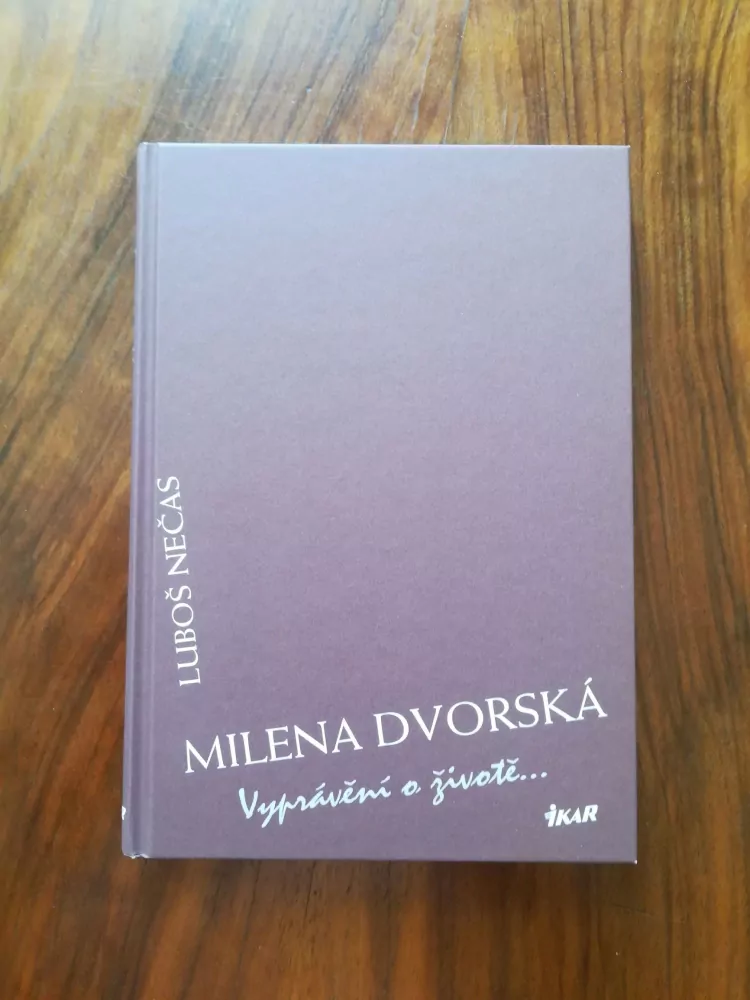 LUBOŠ NEČAS
MILENA DVORSKÁ
Vyprávění o životě...
iKAR